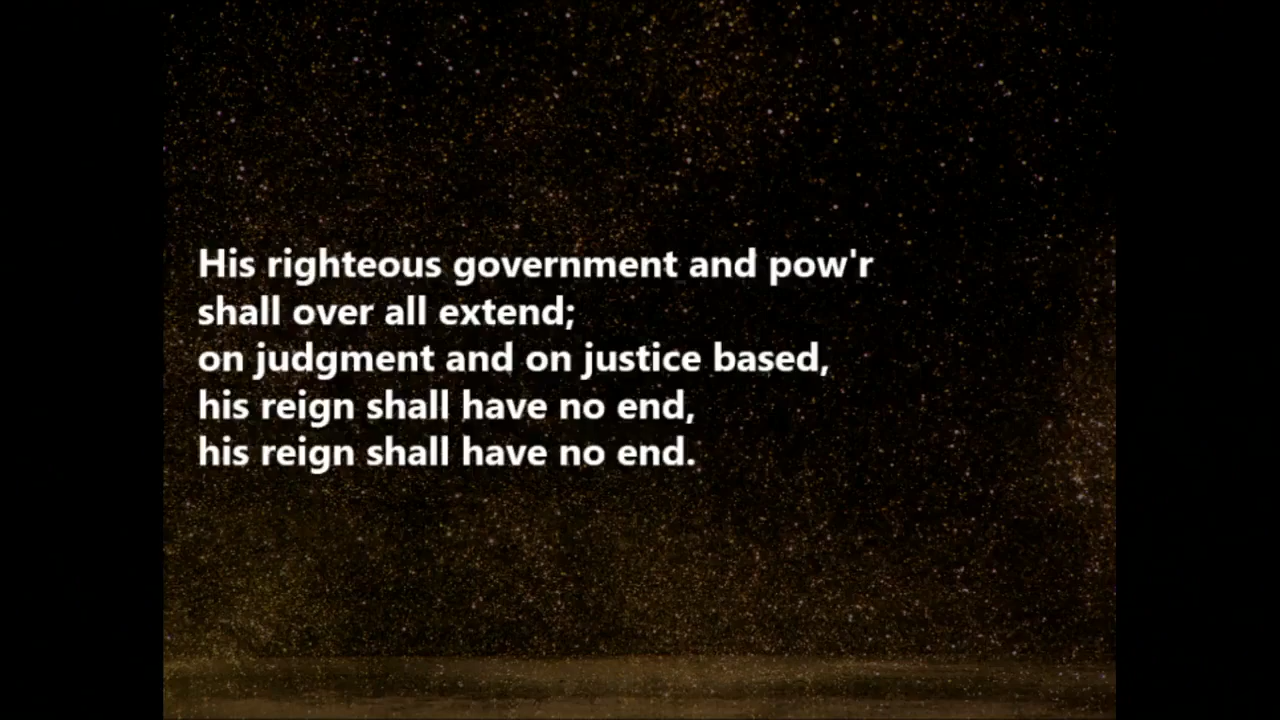 His righteous government and pow'r
shall over all extend;
on judgment and on justice based,
his reign shall have no end,
his reign shall have no end.